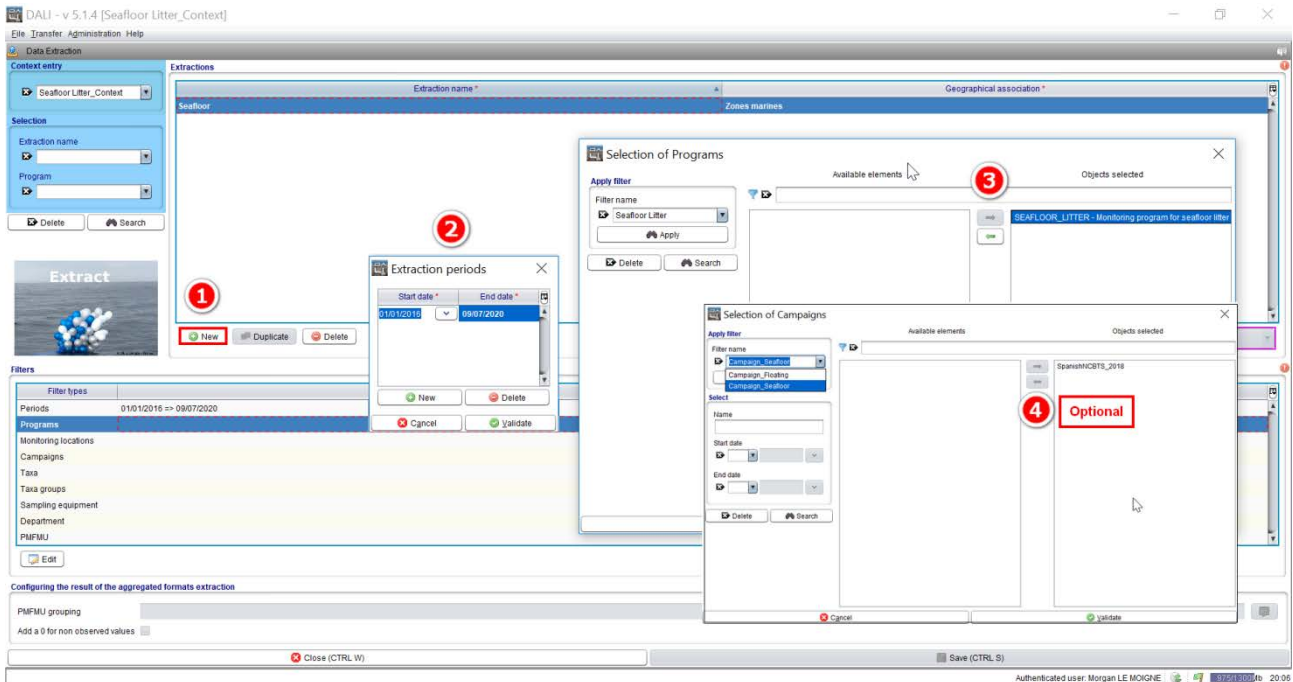 DALI - v 5.1.4 [Seafloor Litter_Context]
File Transfer Administration Help
Data Extraction
Context entry
Seafloor Litter_Context
Selection
Extraction name
Program
Delete Search
Extract
Extractions
Extraction name * Geographical association *
Seafloor Zones marines
1
New Duplicate Delete
2
Extraction periods
Start date * End date *
01/01/2016 09/07/2020
New Delete
Cancel Validate
Selection of Programs
Apply filter
Filter name
Seafloor Litter
Apply
Delete Search
Available elements
3
Objects selected
SEAFLOOR_LITTER - Monitoring program for seafloor litter
Selection of Campaigns
Apply filter
Filter name
Campaign_Seafloor
Campaign_Floating
Campaign_Seafloor
Select
Name
Start date
End date
Delete Search
Available elements
Objects selected
SpanishNCBTS_2018
4
Optional
Cancel Validate
Filters
Filter types
Periods 01/01/2016 => 09/07/2020
Programs
Monitoring locations
Campaigns
Taxa
Taxa groups
Sampling equipment
Department
PMFMU
Edit
Configuring the result of the aggregated formats extraction
PMFMU grouping
Add a 0 for non observed values
Close (CTRL W) Save (CTRL S)
Authenticated user: Morgan LE MOIGNE 20:06